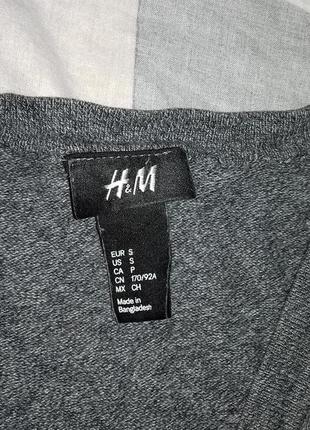 H&M
EUR S
US S
CA P
CN 170/92A
MX CH
Made in
Bangladesh